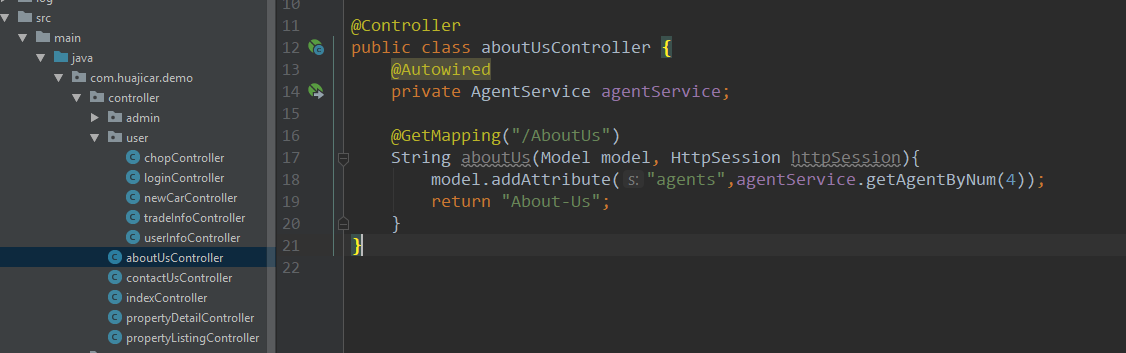 src
main
java
com.huajicar.demo
controller
admin
user
chopController
loginController
newCarController
tradeInfoController
userInfoController
aboutUsController
contactUsController
indexController
propertyDetailController
propertyListingController
10
11 @Controller
12 public class aboutUsController {
13 @Autowired
14 private AgentService agentService;
15
16 @GetMapping("/AboutUs")
17 String aboutUs(Model model, HttpSession httpSession){
18 model.addAttribute( s: "agents",agentService.getAgentByNum(4));
19 return "About-Us";
20 }
21 }
22